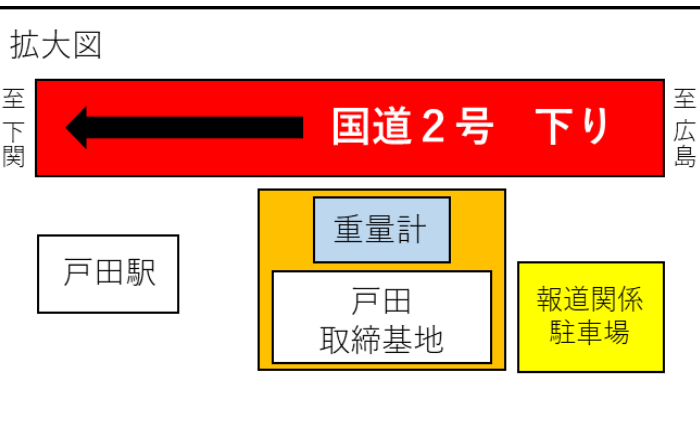 拡大図
至 下関
国道２号　下り
至 広島
重量計
戸田駅
戸田
取締基地
報道関係
駐車場